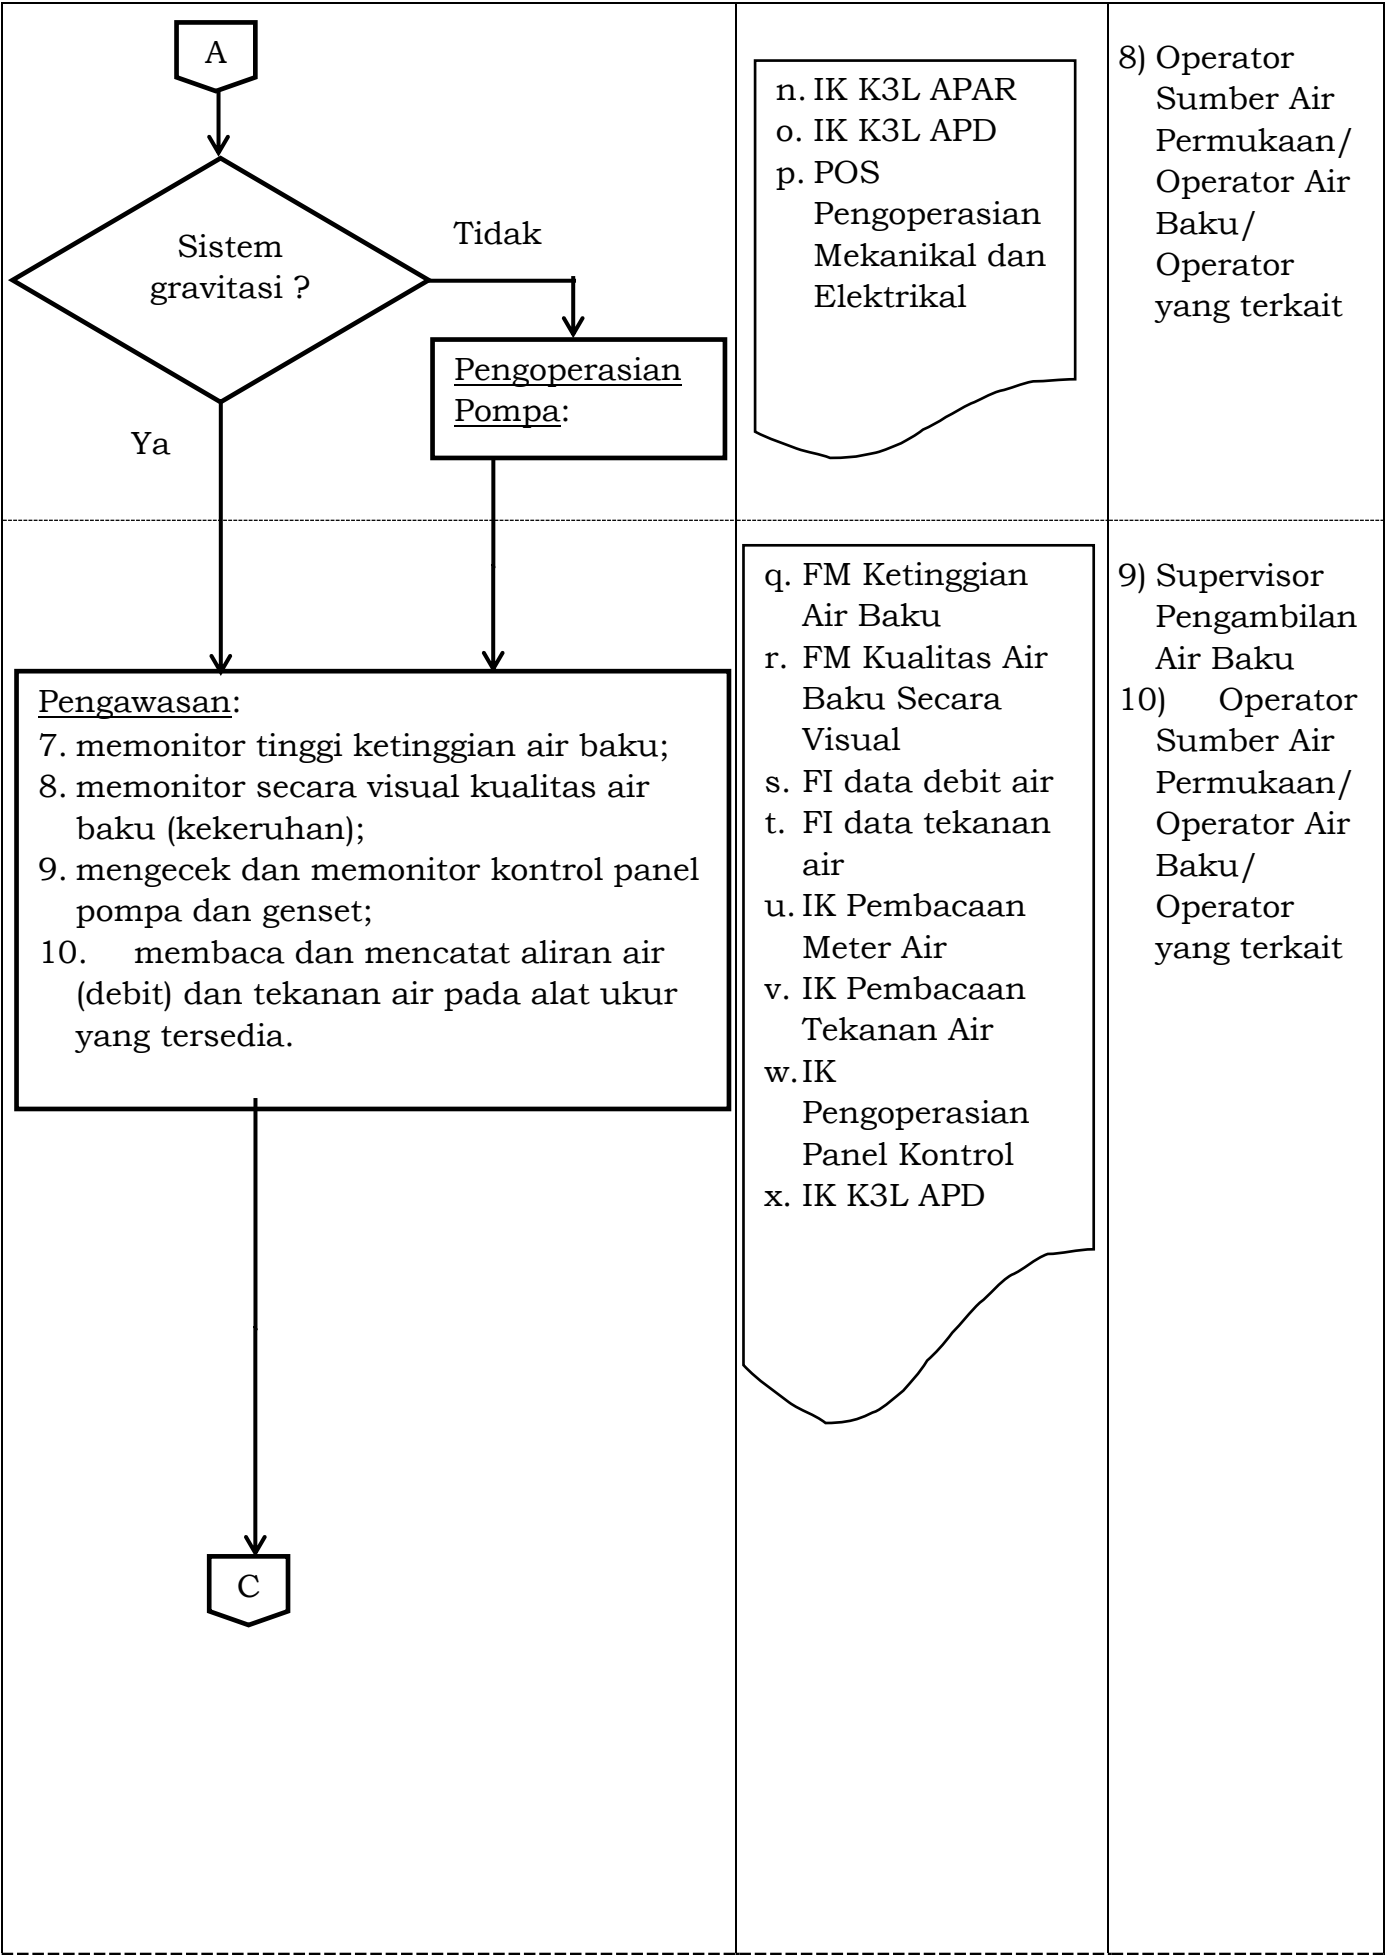 A
Sistem
gravitasi ?
Tidak
Pengoperasian
Pompa:
Ya
n. IK K3L APAR
o. IK K3L APD
p. POS
Pengoperasian
Mekanikal dan
Elektrikal
8) Operator
Sumber Air
Permukaan/
Operator Air
Baku/
Operator
yang terkait
Pengawasan:
7. memonitor tinggi ketinggian air baku;
8. memonitor secara visual kualitas air
baku (kekeruhan);
9. mengecek dan memonitor kontrol panel
pompa dan genset;
10. membaca dan mencatat aliran air
(debit) dan tekanan air pada alat ukur
yang tersedia.
C
q. FM Ketinggian
Air Baku
r. FM Kualitas Air
Baku Secara
Visual
s. FI data debit air
t. FI data tekanan
air
u. IK Pembacaan
Meter Air
v. IK Pembacaan
Tekanan Air
w. IK
Pengoperasian
Panel Kontrol
x. IK K3L APD
9) Supervisor
Pengambilan
Air Baku
10) Operator
Sumber Air
Permukaan/
Operator Air
Baku/
Operator
yang terkait